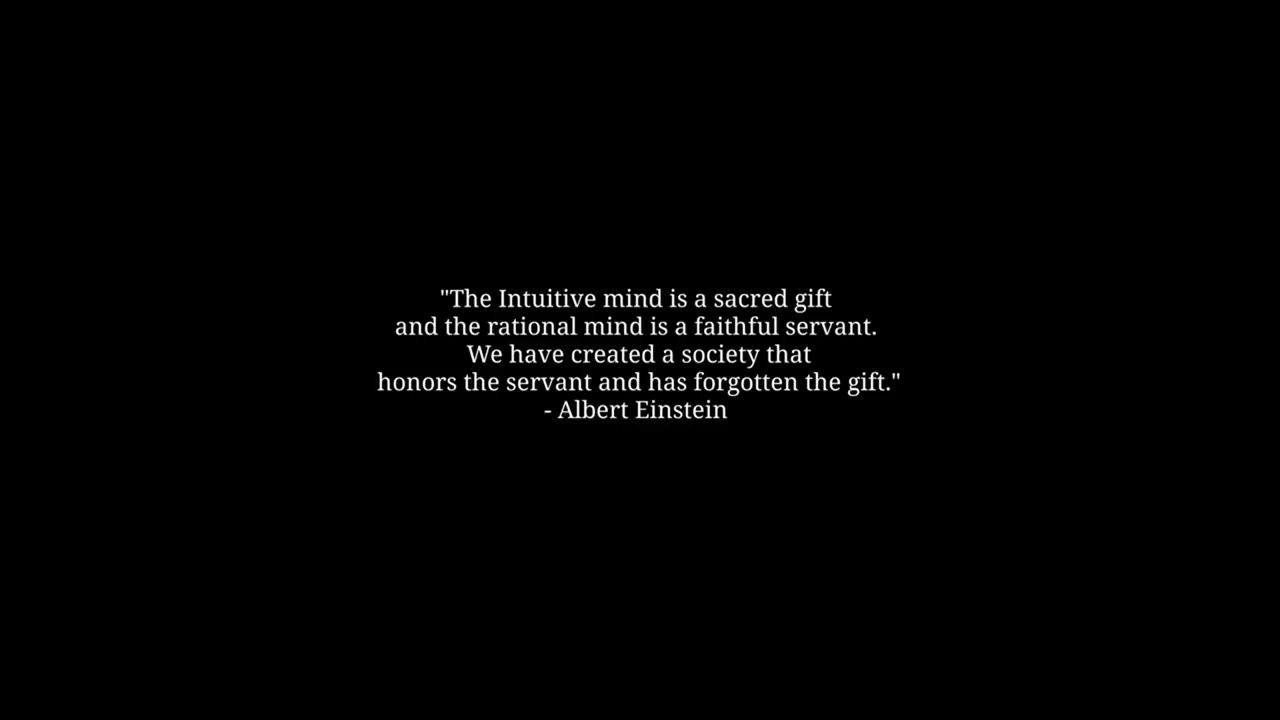 "The Intuitive mind is a sacred gift
and the rational mind is a faithful servant.
We have created a society that
honors the servant and has forgotten the gift."
- Albert Einstein